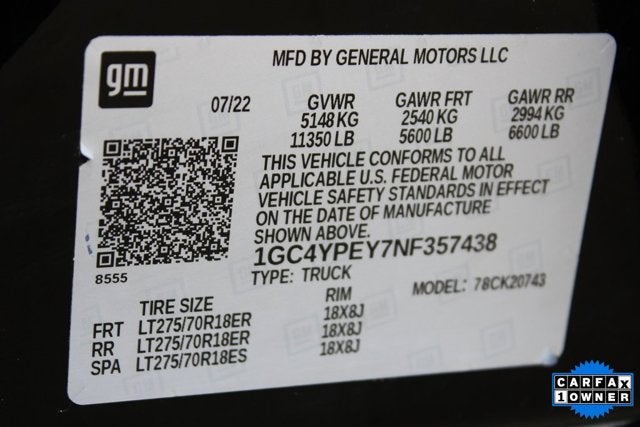 gm
MFD BY GENERAL MOTORS LLC
07/22 GVWR GAWR FRT GAWR RR
5148 KG 2540 KG 2994 KG
11350 LB 5600 LB 6600 LB
THIS VEHICLE CONFORMS TO ALL
APPLICABLE U.S. FEDERAL MOTOR
VEHICLE SAFETY STANDARDS IN EFFECT
ON THE DATE OF MANUFACTURE
SHOWN ABOVE.
1GC4YPEY7NF357438
8555
TYPE: TRUCK MODEL: 78CK20743
TIRE SIZE RIM
FRT LT275/70R18ER 18X8J
RR LT275/70R18ER 18X8J
SPA LT275/70R18ES 18X8J
CARFAX
1 OWNER